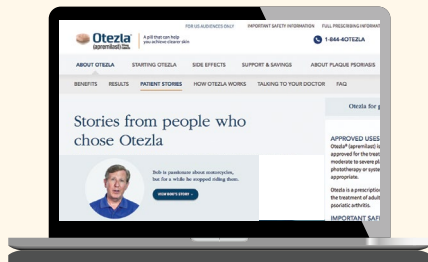 FOR US AUDIENCES ONLY IMPORTANT SAFETY INFORMATION FULL PRESCRIBING INFORMAT
Otezla®
(apremilast)
A pill that can help
you achieve clearer skin
1-844-4OTEZLA
ABOUT OTEZLA STARTING OTEZLA SIDE EFFECTS SUPPORT & SAVINGS ABOUT PLAQUE PSORIASIS
BENEFITS RESULTS PATIENT STORIES HOW OTEZLA WORKS TALKING TO YOUR DOCTOR FAQ
Stories from people who
chose Otezla
Bob is passionate about motorcycles,
but for a while he stopped riding them.
VIEW BOB'S STORY
Otezla for p
APPROVED USES
Otezla® (apremilast) is
approved for the treat
moderate to severe pl
phototherapy or syste
appropriate.
Otezla is a prescription
the treatment of adult
psoriatic arthritis.
IMPORTANT SAF